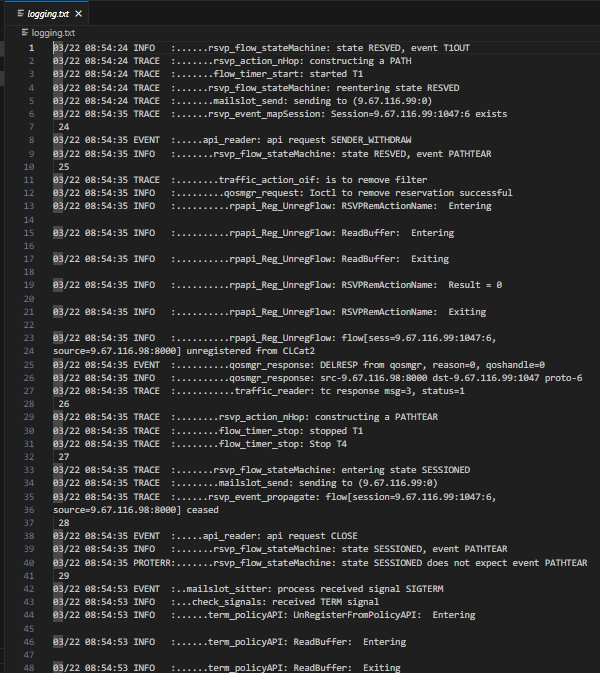 logging.txt ×
logging.txt
1 03/22 08:54:24 INFO   :......rsvp_flow_stateMachine: state RESVED, event T1OUT
2 03/22 08:54:24 TRACE  :.......rsvp_action_nHop: constructing a PATH
3 03/22 08:54:24 TRACE  :.......flow_timer_start: started T1
4 03/22 08:54:24 TRACE  :......rsvp_flow_stateMachine: reentering state RESVED
5 03/22 08:54:24 TRACE  :.......mailslot_send: sending to (9.67.116.99:0)
6 03/22 08:54:35 TRACE  :......rsvp_event_mapSession: Session=9.67.116.99:1047:6 exists
7  24
8 03/22 08:54:35 EVENT  :.....api_reader: api request SENDER_WITHDRAW
9 03/22 08:54:35 INFO   :.......rsvp_flow_stateMachine: state RESVED, event PATHTEAR
10  25
11 03/22 08:54:35 TRACE  :........traffic_action_oif: is to remove filter
12 03/22 08:54:35 INFO   :.........qosmgr_request: Ioctl to remove reservation successful
13 03/22 08:54:35 INFO   :..........rpapi_Reg_UnregFlow: RSVPRemActionName:  Entering
14
15 03/22 08:54:35 INFO   :..........rpapi_Reg_UnregFlow: ReadBuffer:  Entering
16
17 03/22 08:54:35 INFO   :..........rpapi_Reg_UnregFlow: ReadBuffer:  Exiting
18
19 03/22 08:54:35 INFO   :..........rpapi_Reg_UnregFlow: RSVPRemActionName:  Result = 0
20
21 03/22 08:54:35 INFO   :..........rpapi_Reg_UnregFlow: RSVPRemActionName:  Exiting
22
23 03/22 08:54:35 INFO   :..........rpapi_Reg_UnregFlow: flow[sess=9.67.116.99:1047:6,
24 source=9.67.116.98:8000] unregistered from CLCat2
25 03/22 08:54:35 EVENT  :..........qosmgr_response: DELRESP from qosmgr, reason=0, qoshandle=0
26 03/22 08:54:35 INFO   :..........qosmgr_response: src-9.67.116.98:8000 dst-9.67.116.99:1047 proto-6
27 03/22 08:54:35 TRACE  :...........traffic_reader: tc response msg=3, status=1
28  26
29 03/22 08:54:35 TRACE  :........rsvp_action_nHop: constructing a PATHTEAR
30 03/22 08:54:35 TRACE  :........flow_timer_stop: stopped T1
31 03/22 08:54:35 TRACE  :........flow_timer_stop: Stop T4
32  27
33 03/22 08:54:35 TRACE  :.......rsvp_flow_stateMachine: entering state SESSIONED
34 03/22 08:54:35 TRACE  :........mailslot_send: sending to (9.67.116.99:0)
35 03/22 08:54:35 TRACE  :......rsvp_event_propagate: flow[session=9.67.116.99:1047:6,
36 source=9.67.116.98:8000] ceased
37  28
38 03/22 08:54:35 EVENT  :.....api_reader: api request CLOSE
39 03/22 08:54:35 INFO   :.......rsvp_flow_stateMachine: state SESSIONED, event PATHTEAR
40 03/22 08:54:35 PROTERR:.......rsvp_flow_stateMachine: state SESSIONED does not expect event PATHTEAR
41  29
42 03/22 08:54:53 EVENT  :..mailslot_sitter: process received signal SIGTERM
43 03/22 08:54:53 INFO   :...check_signals: received TERM signal
44 03/22 08:54:53 INFO   :......term_policyAPI: UnRegisterFromPolicyAPI:  Entering
45
46 03/22 08:54:53 INFO   :......term_policyAPI: ReadBuffer:  Entering
47
48 03/22 08:54:53 INFO   :......term_policyAPI: ReadBuffer:  Exiting